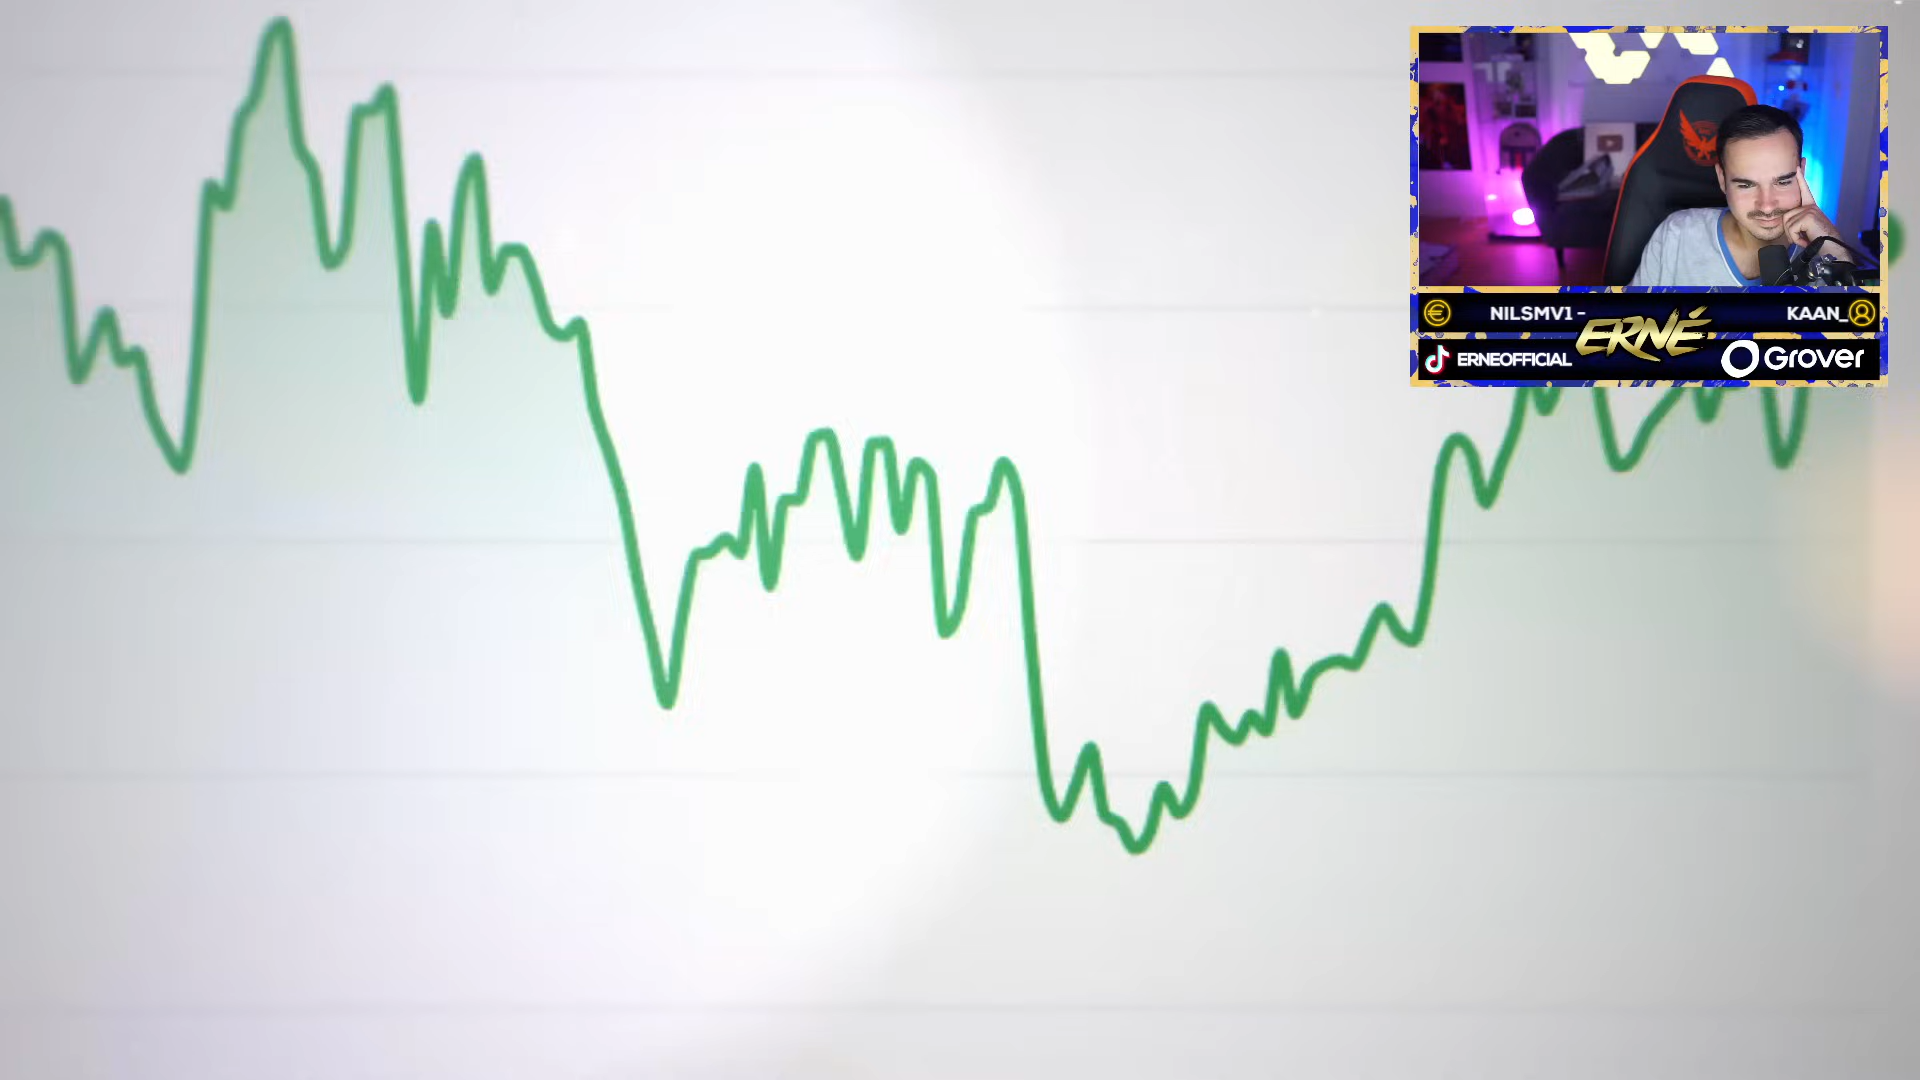 NILSMV1 -
KAAN_
ERNÉ
ERNEOFFICIAL
Grover